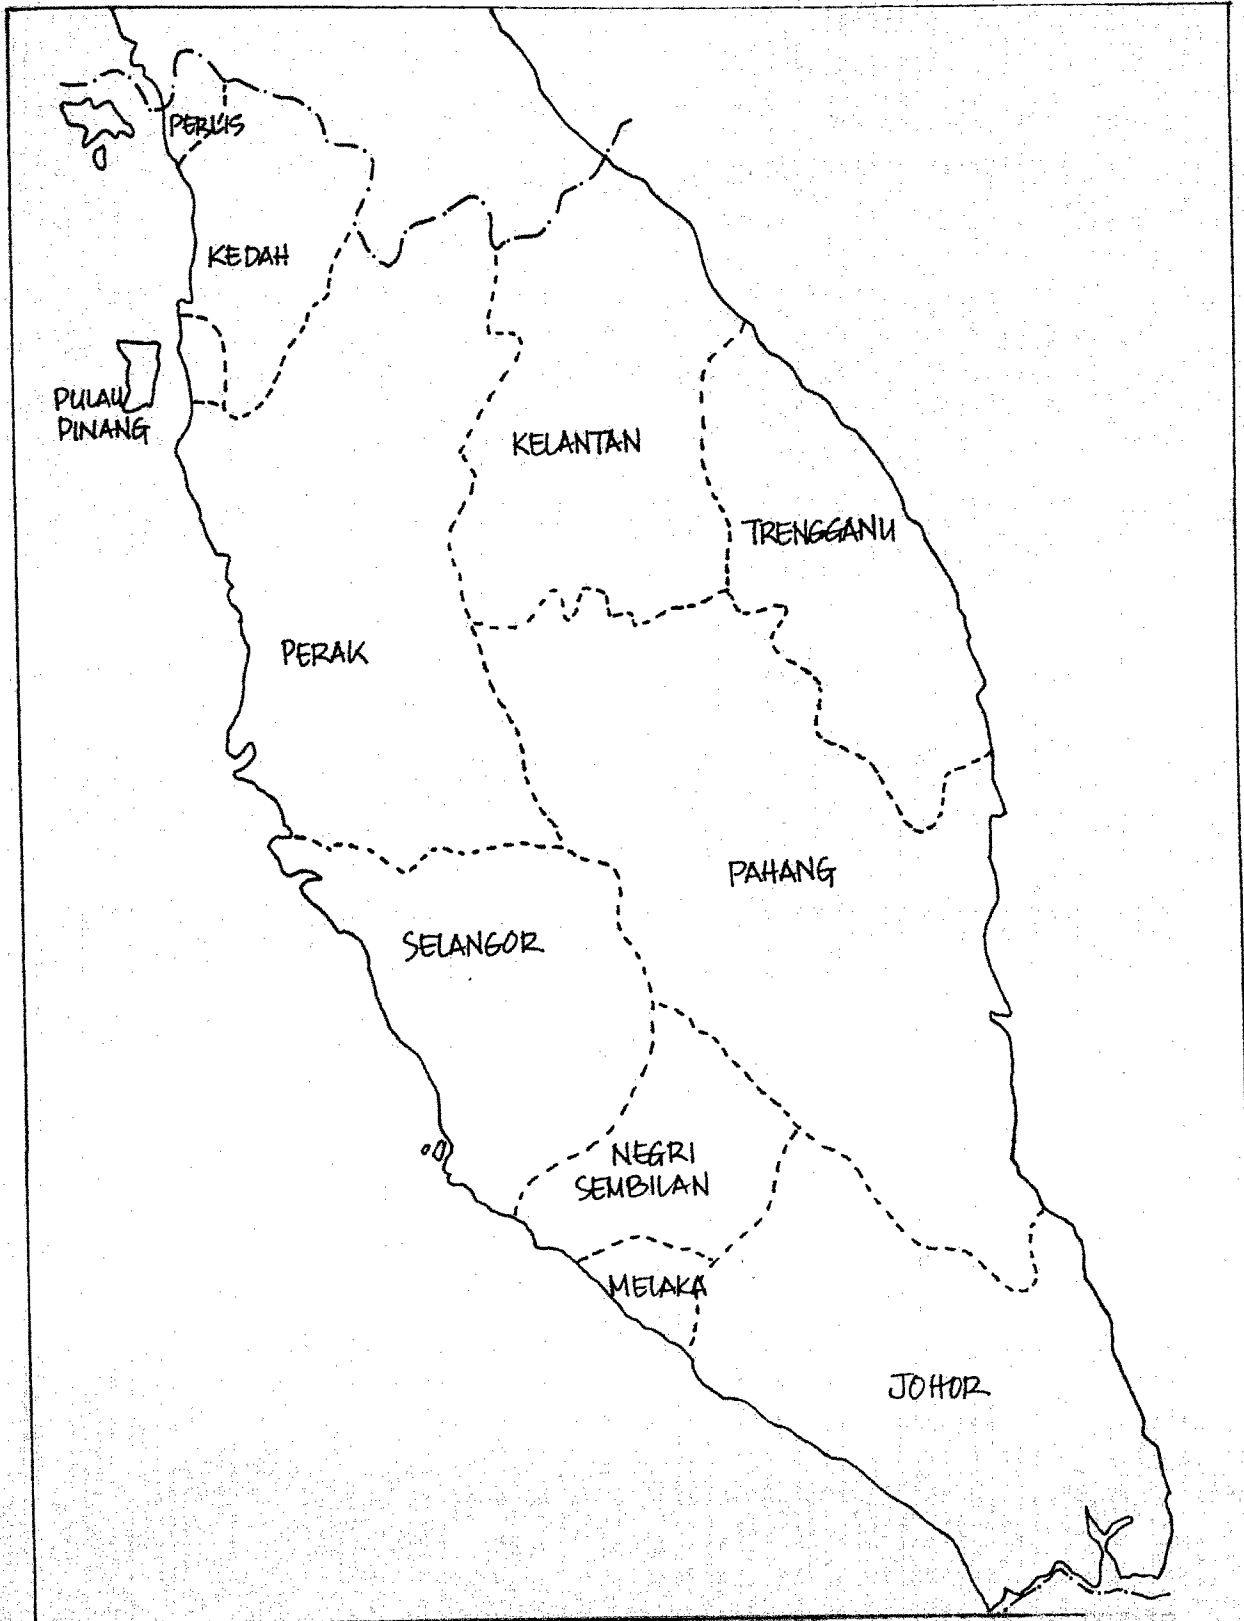 PERLIS
KEDAH
PULAU
PINANG
KELANTAN
TRENGGANU
PERAK
PAHANG
SELANGOR
NEGRI
SEMBILAN
MELAKA
JOHOR